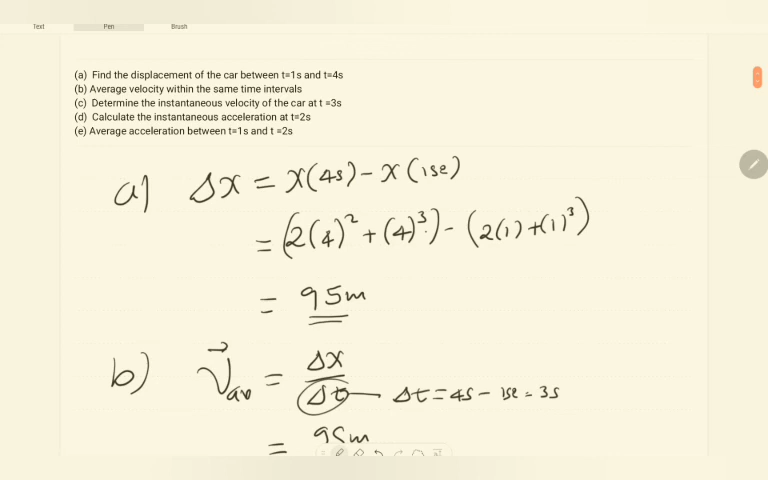 Text Pen Brush
(a) Find the displacement of the car between t=1s and t=4s
(b) Average velocity within the same time intervals
(c) Determine the instantaneous velocity of the car at t =3s
(d) Calculate the instantaneous acceleration at t=2s
(e) Average acceleration between t=1s and t =2s
a) Δx = x(4s) - x(1se)
= (2(4)² + (4)³) - (2(1)+(1)³)
= 95m
b) V⃗av = Δx/Δt Δt = 4s - 1se = 3s
= 95m